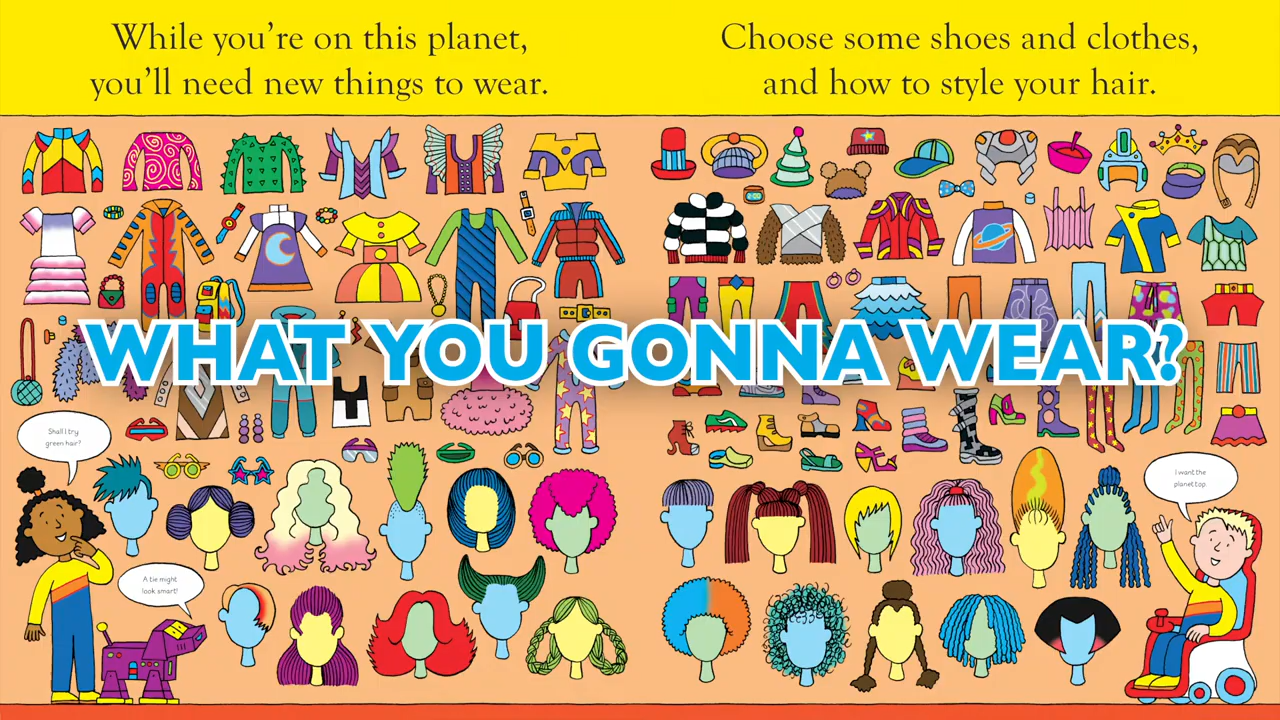 While you're on this planet,
you'll need new things to wear.
Choose some shoes and clothes,
and how to style your hair.
WHAT YOU GONNA WEAR?
Shall I try
green hair?
A tie might
look smart!
I want the
planet top.